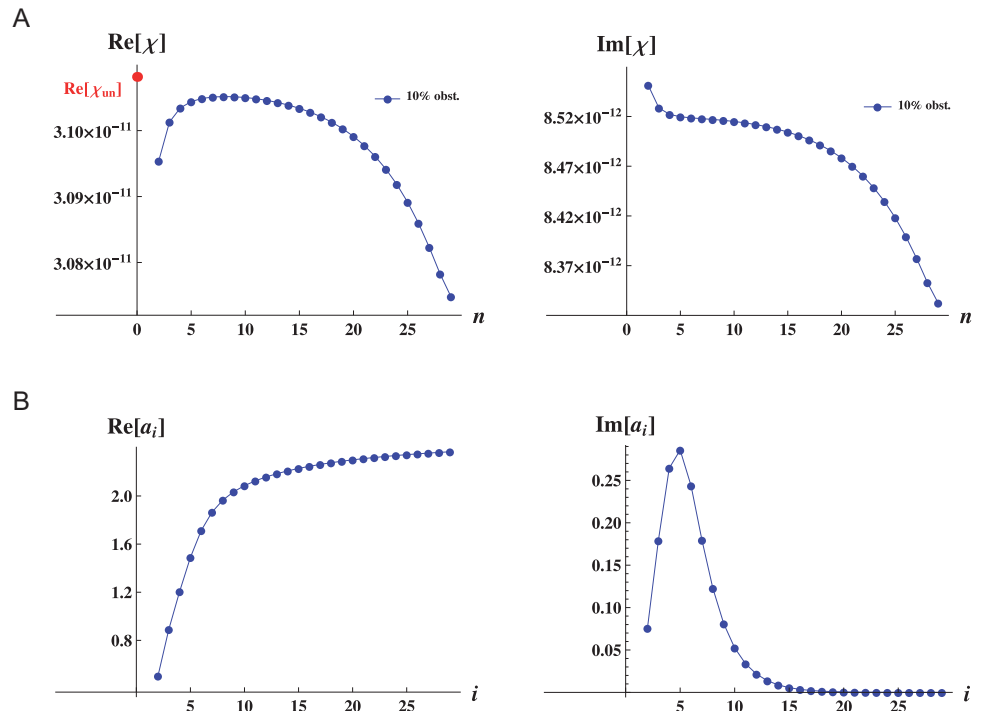 A
Re[χ]
Re[χun]
10% obst.
3.10×10⁻¹¹
3.09×10⁻¹¹
3.08×10⁻¹¹
0 5 10 15 20 25 n
Im[χ]
10% obst.
8.52×10⁻¹²
8.47×10⁻¹²
8.42×10⁻¹²
8.37×10⁻¹²
0 5 10 15 20 25 n
B
Re[aᵢ]
2.0
1.6
1.2
0.8
5 10 15 20 25 i
Im[aᵢ]
0.25
0.20
0.15
0.10
0.05
5 10 15 20 25 i